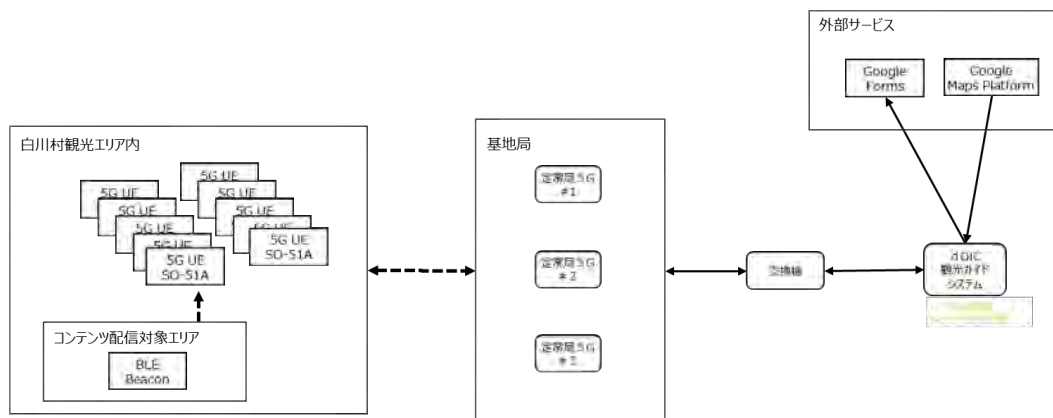 外部サービス
Google
Forms
Google
Maps Platform
白川村観光エリア内
5G UE
5G UE
5G UE
5G UE
5G UE
5G UE
5G UE
5G UE
5G UE
SO-51A
5G UE
SO-51A
コンテンツ配信対象エリア
BLE
Beacon
基地局
定常局5G
#1
定常局5G
定常局5G
交換機
dOIC
観光ガイド
システム